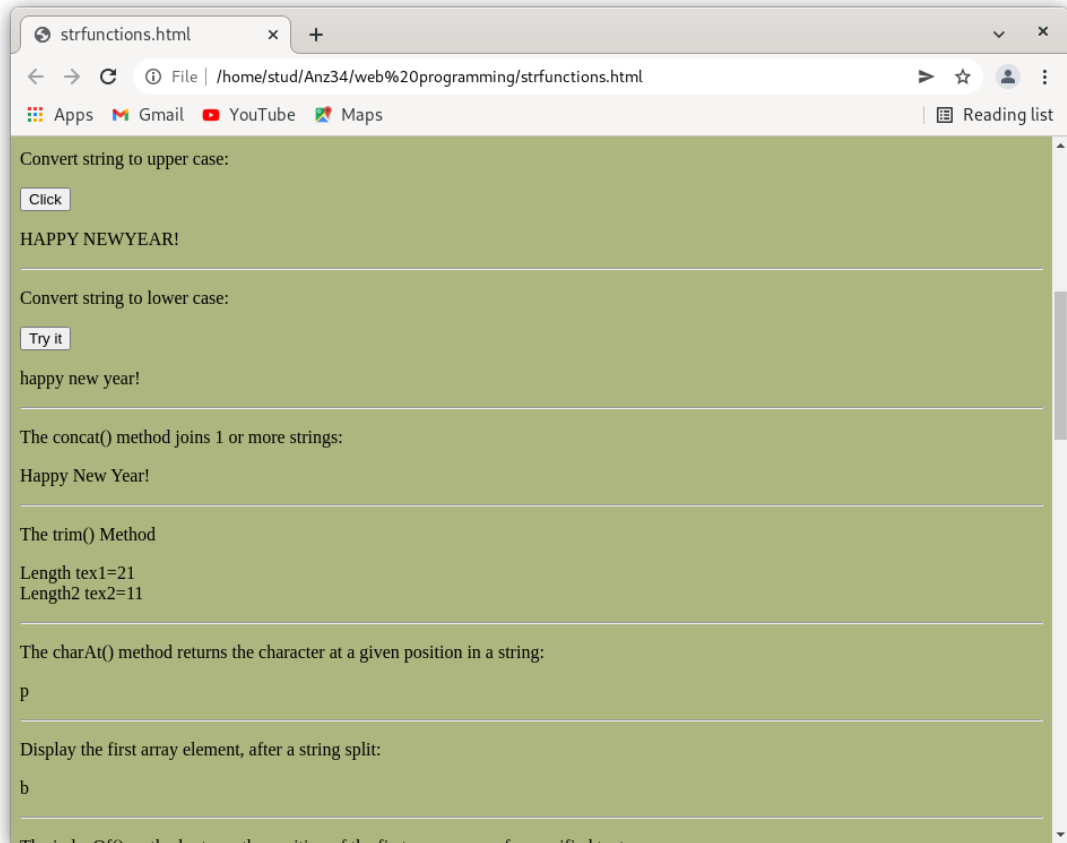 strfunctions.html
File /home/stud/Anz34/web%20programming/strfunctions.html
Apps Gmail YouTube Maps Reading list
Convert string to upper case:
Click
HAPPY NEWYEAR!
Convert string to lower case:
Try it
happy new year!
The concat() method joins 1 or more strings:
Happy New Year!
The trim() Method
Length tex1=21
Length2 tex2=11
The charAt() method returns the character at a given position in a string:
p
Display the first array element, after a string split:
b